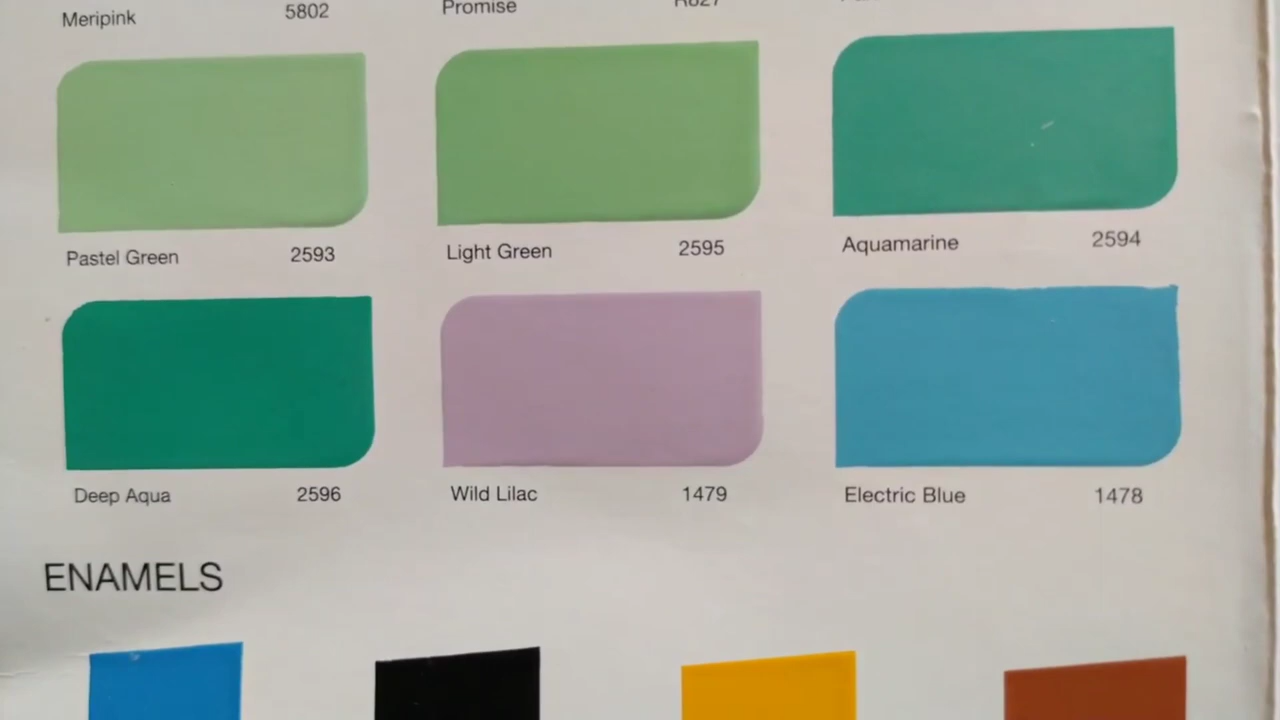 Meripink 5802 Promise
Pastel Green 2593 Light Green 2595 Aquamarine 2594
Deep Aqua 2596 Wild Lilac 1479 Electric Blue 1478
ENAMELS